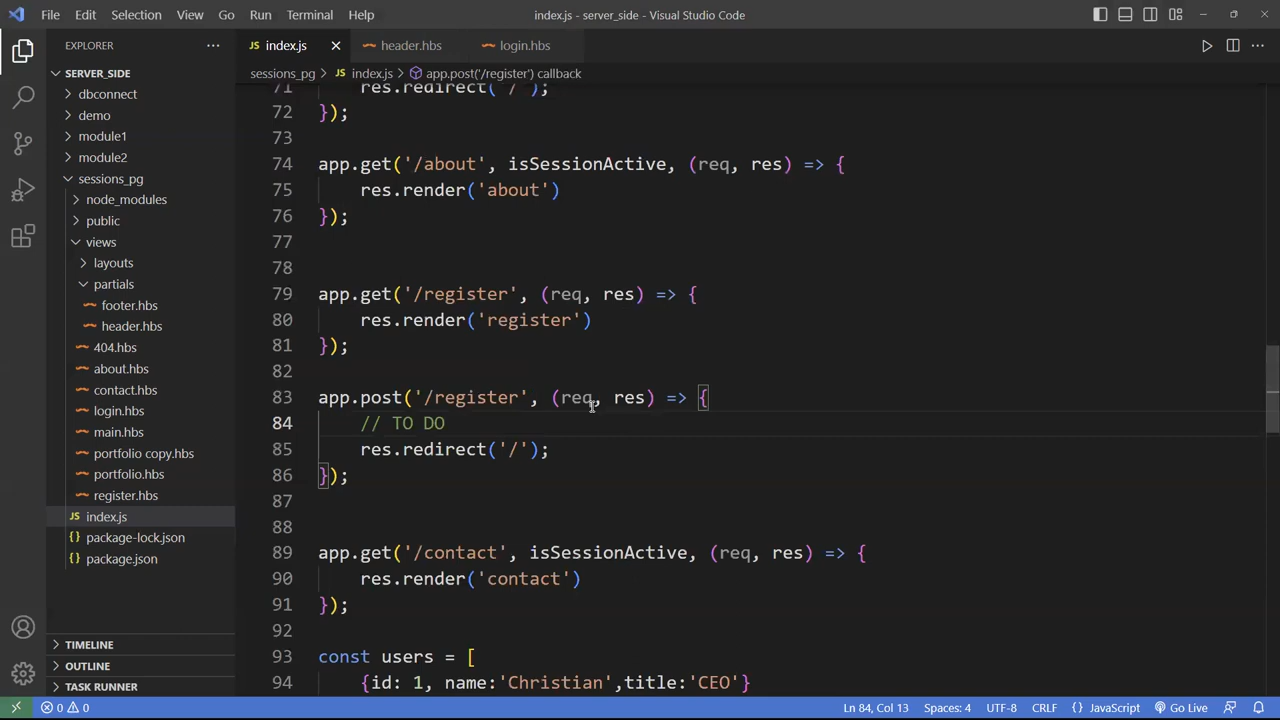 File Edit Selection View Go Run Terminal Help
index.js - server_side - Visual Studio Code
EXPLORER
index.js
header.hbs
login.hbs
SERVER_SIDE
sessions_pg > JS index.js > app.post('/register') callback
dbconnect
demo
module1
module2
sessions_pg
node_modules
public
views
layouts
partials
footer.hbs
header.hbs
404.hbs
about.hbs
contact.hbs
login.hbs
main.hbs
portfolio copy.hbs
portfolio.hbs
register.hbs
JS index.js
{} package-lock.json
{} package.json
TIMELINE
OUTLINE
TASK RUNNER
71 res.redirect('/');
72 });
73
74 app.get('/about', isSessionActive, (req, res) => {
75 res.render('about')
76 });
77
78
79 app.get('/register', (req, res) => {
80 res.render('register')
81 });
82
83 app.post('/register', (req, res) => {
84 // TO DO
85 res.redirect('/');
86 });
87
88
89 app.get('/contact', isSessionActive, (req, res) => {
90 res.render('contact')
91 });
92
93 const users = [
94 {id: 1, name:'Christian',title:'CEO'}
0 0
Ln 84, Col 13 Spaces: 4 UTF-8 CRLF {} JavaScript Go Live